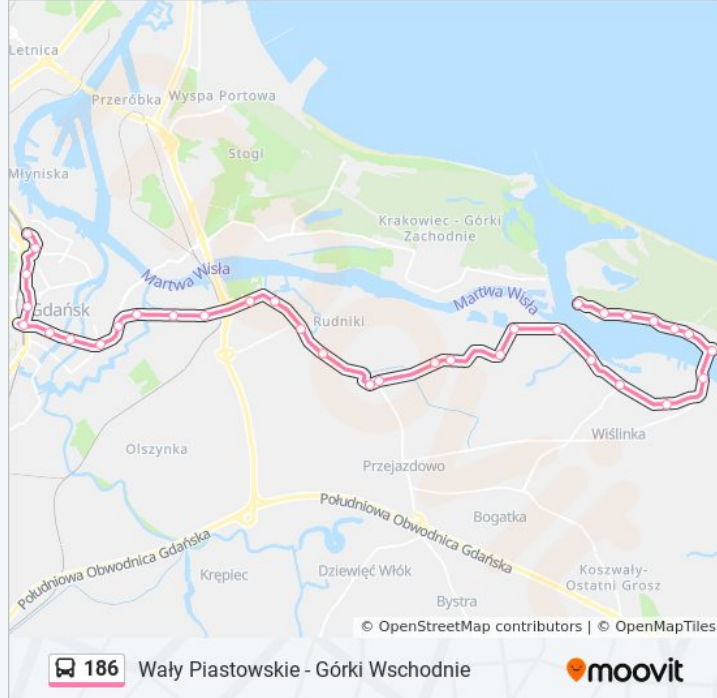 Letnica
Przeróbka
Wyspa Portowa
Stogi
Młyniska
Krakowiec - Górki
Zachodnie
Martwa Wisła
Martwa Wisła
Gdańsk
Rudniki
Wiślinka
Olszynka
Przejazdowo
Południowa Obwodnica Gdańska
Bogatka
Południowa Obwodnica Gdańska
Krępiec
Dziewięć Włók
Koszwały-
Ostatni Grosz
Bystra
© OpenStreetMap contributors | © OpenMapTiles
186 Wały Piastowskie - Górki Wschodnie
moovit